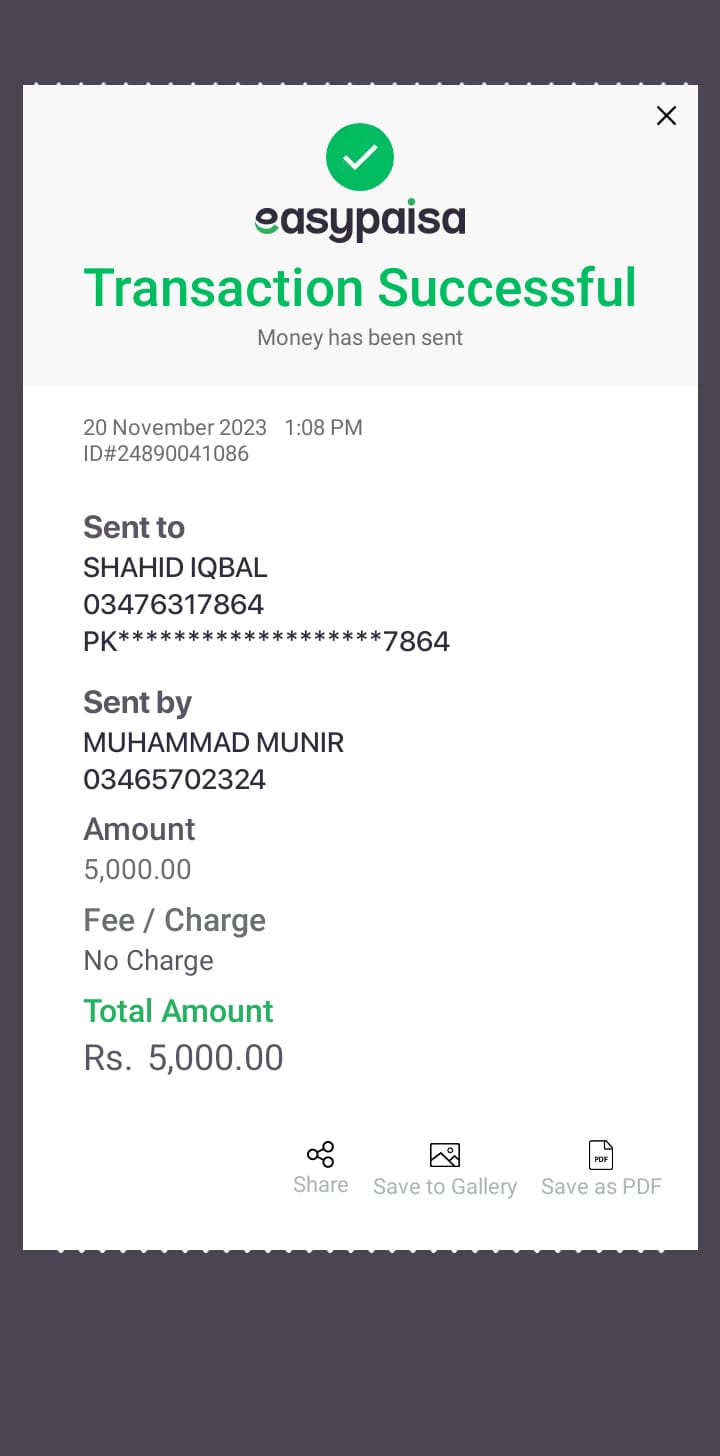 easypaisa
Transaction Successful
Money has been sent
20 November 2023 1:08 PM
ID#24890041086
Sent to
SHAHID IQBAL
03476317864
PK*******************7864
Sent by
MUHAMMAD MUNIR
03465702324
Amount
5,000.00
Fee / Charge
No Charge
Total Amount
Rs. 5,000.00
PDF
Share Save to Gallery Save as PDF